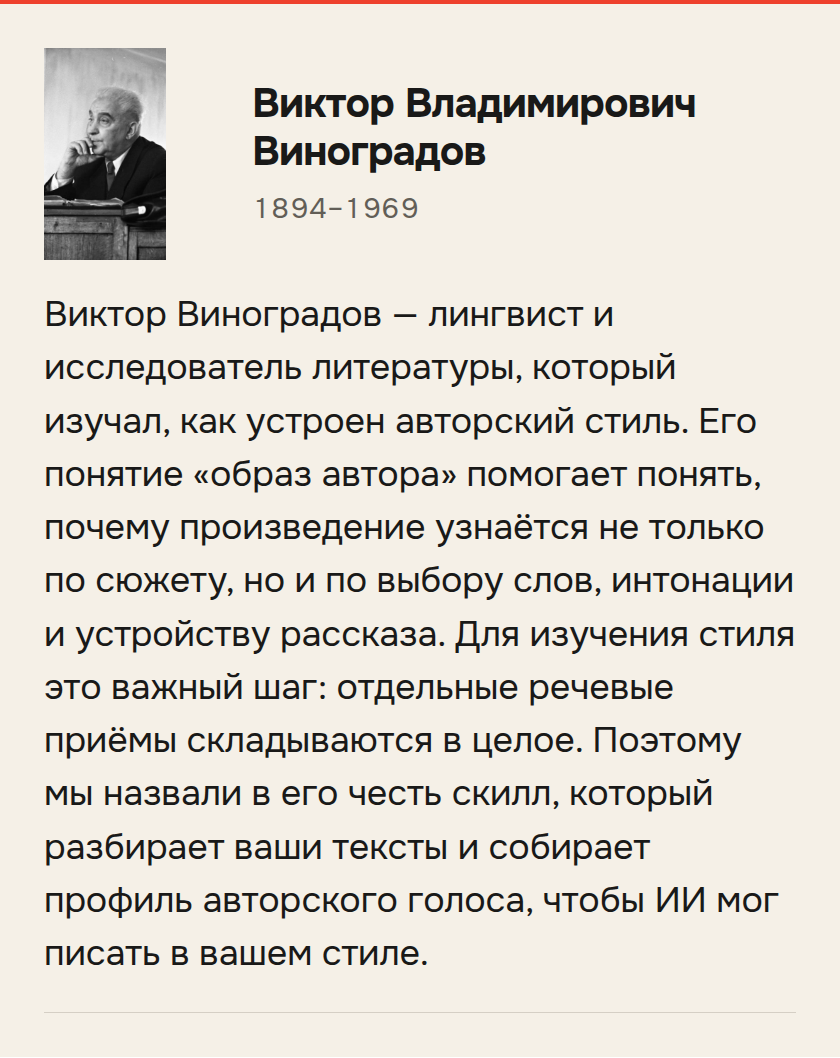 Виктор Владимирович
Виноградов
1894–1969
Виктор Виноградов — лингвист и
исследователь литературы, который
изучал, как устроен авторский стиль. Его
понятие «образ автора» помогает понять,
почему произведение узнаётся не только
по сюжету, но и по выбору слов, интонации
и устройству рассказа. Для изучения стиля
это важный шаг: отдельные речевые
приёмы складываются в целое. Поэтому
мы назвали в его честь скилл, который
разбирает ваши тексты и собирает
профиль авторского голоса, чтобы ИИ мог
писать в вашем стиле.